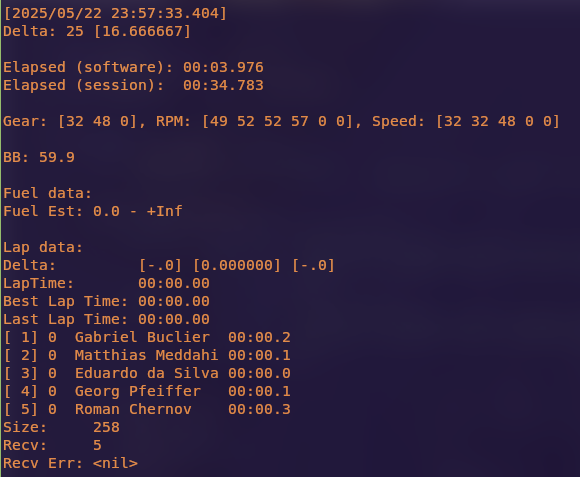 [2025/05/22 23:57:33.404]
Delta: 25 [16.666667]
Elapsed (software): 00:03.976
Elapsed (session):  00:34.783
Gear: [32 48 0], RPM: [49 52 52 57 0 0], Speed: [32 32 48 0 0]
BB: 59.9
Fuel data:
Fuel Est: 0.0 - +Inf
Lap data:
Delta:         [-.0] [0.000000] [-.0]
LapTime:       00:00.00
Best Lap Time: 00:00.00
Last Lap Time: 00:00.00
[ 1] 0  Gabriel Buclier  00:00.2
[ 2] 0  Matthias Meddahi 00:00.1
[ 3] 0  Eduardo da Silva 00:00.0
[ 4] 0  Georg Pfeiffer   00:00.1
[ 5] 0  Roman Chernov    00:00.3
Size:     258
Recv:     5
Recv Err: <nil>